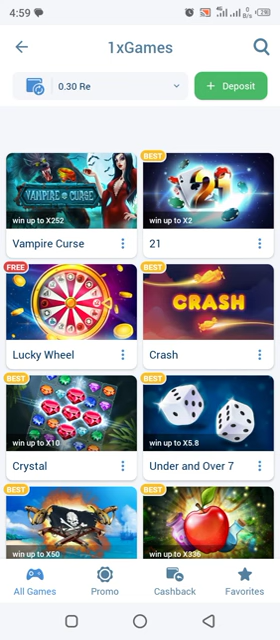 4:59
1xGames
0.30 Re
+ Deposit
VAMPIRE CURSE
win up to X252
Vampire Curse
BEST
21
win up to X2
21
FREE
Lucky Wheel
BEST
CRASH
Crash
BEST
win up to X10
Crystal
BEST
win up to X5.8
Under and Over 7
BEST
win up to X50
BEST
win up to X336
All Games
Promo
Cashback
Favorites